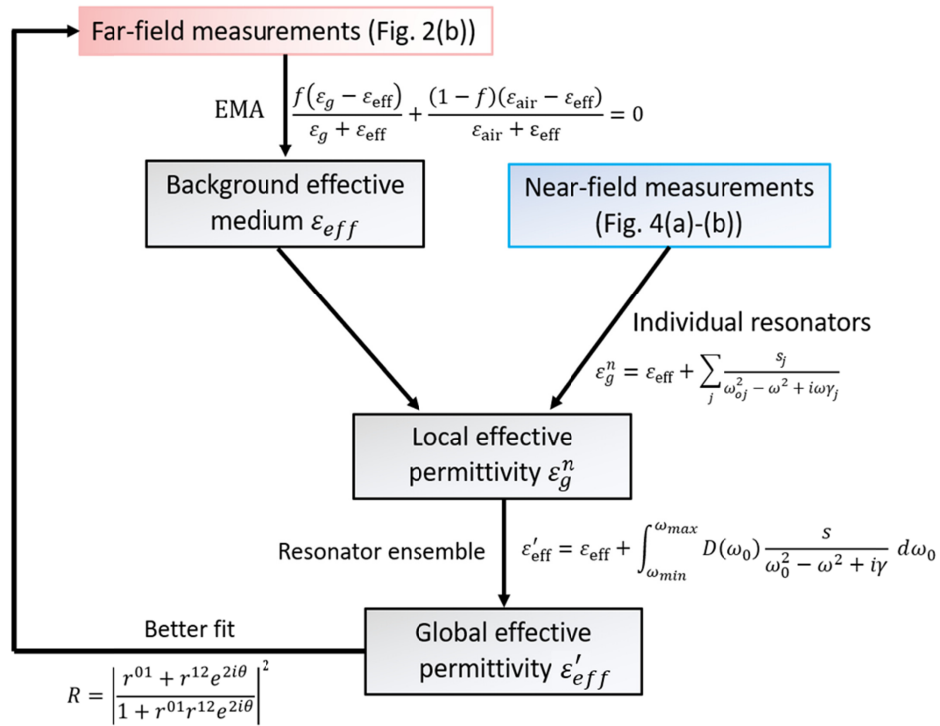 Far-field measurements (Fig. 2(b))
EMA
f(ε_g − ε_eff)/(ε_g + ε_eff) + (1 − f)(ε_air − ε_eff)/(ε_air + ε_eff) = 0
Background effective
medium ε_eff
Near-field measurements
(Fig. 4(a)-(b))
Individual resonators
ε_g^n = ε_eff + ∑_j s_j/(ω_oj^2 − ω^2 + iωγ_j)
Local effective
permittivity ε_g^n
Resonator ensemble
ε′_eff = ε_eff + ∫_{ω_min}^{ω_max} D(ω_0) s/(ω_0^2 − ω^2 + iγ) dω_0
Better fit
Global effective
permittivity ε′_eff
R = |(r^01 + r^12 e^{2iθ})/(1 + r^01 r^12 e^{2iθ})|^2